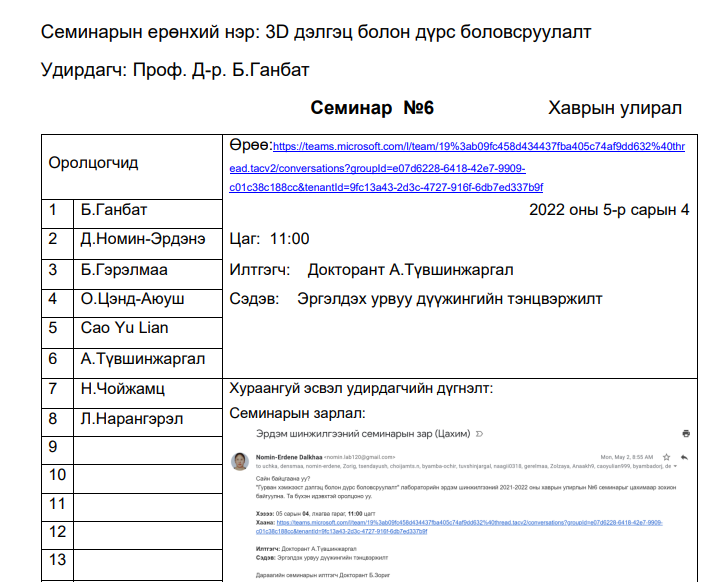 Семинарын ерөнхий нэр: 3D дэлгэц болон дүрс боловсруулалт
Удирдагч: Проф. Д-р. Б.Ганбат
Семинар №6 Хаврын улирал
Оролцогчид
Өрөө:https://teams.microsoft.com/l/team/19%3ab09fc458d434437fba405c74af9dd632%40thr
ead.tacv2/conversations?groupId=e07d6228-6418-42e7-9909-
c01c38c188cc&tenantId=9fc13a43-2d3c-4727-916f-6db7ed337b9f
1 Б.Ганбат
2022 оны 5-р сарын 4
2 Д.Номин-Эрдэнэ
Цаг: 11:00
3 Б.Гэрэлмаа
Илтгэгч: Докторант А.Түвшинжаргал
4 О.Цэнд-Аюуш
Сэдэв: Эргэлдэх урвуу дүүжингийн тэнцвэржилт
5 Cao Yu Lian
6 А.Түвшинжаргал
7 Н.Чойжамц
Хураангуй эсвэл удирдагчийн дүгнэлт:
8 Л.Нарангэрэл
Семинарын зарлал:
9
10
11
12
13
Эрдэм шинжилгээний семинарын зар (Цахим)
Nomin-Erdene Dalkhaa <nomin.lab120@gmail.com>
Mon, May 2, 8:55 AM
to uchka, densmaa, nomin-erdene, Zorig, tsendayush, choijamts.n, byamba-ochir, tuvshinjargal, naagii0318, gerelmaa, Zolzaya, Anaakh9, caoyulian999, byambadorj, de
Сайн байцгаана уу?
"Гурван хэмжээст дэлгэц болон дүрс боловсруулалт" лабораторийн эрдэм шинжилгээний 2021-2022 оны хаврын улирлын №6 семинарыг цахимаар зохион
байгуулна. Та бүхэн идэвхтэй оролцоно уу.
Хэзээ: 05 сарын 04, лхагва гараг, 11:00 цагт
Хаана: https://teams.microsoft.com/l/team/19%3ab09fc458d434437fba405c74af9dd632%40thread.tacv2/conversations?groupId=e07d6228-6418-42e7-9909-
c01c38c188cc&tenantId=9fc13a43-2d3c-4727-916f-6db7ed337b9f
Илтгэгч: Докторант А.Түвшинжаргал
Сэдэв: Эргэлдэх урвуу дүүжингийн тэнцвэржилт
Дараагийн семинарын илтгэгч Докторант Б.Зориг